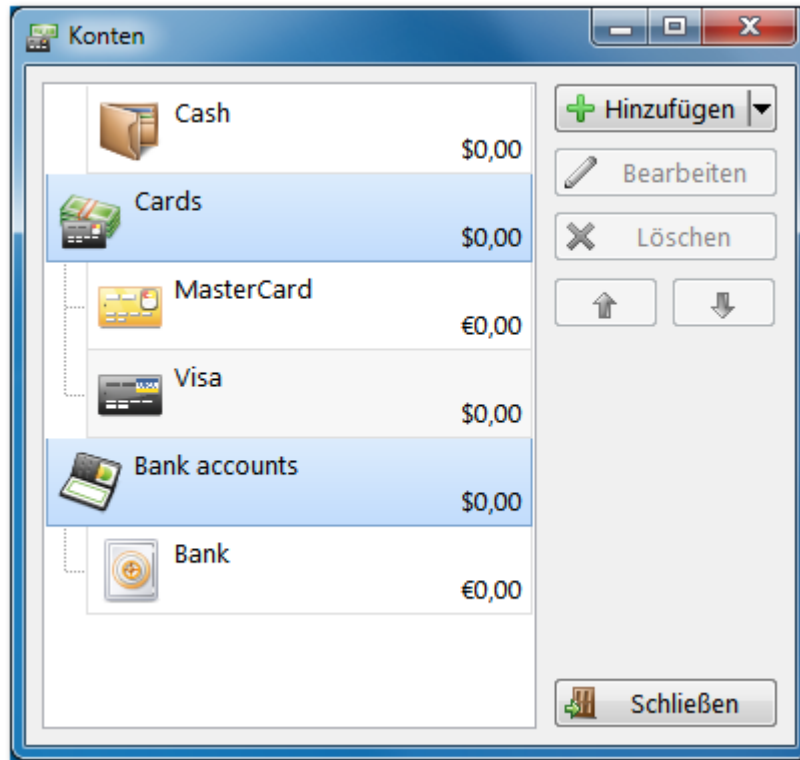 Konten
Cash
$0,00
Cards
$0,00
MasterCard
€0,00
Visa
$0,00
Bank accounts
$0,00
Bank
€0,00
Hinzufügen
Bearbeiten
Löschen
Schließen